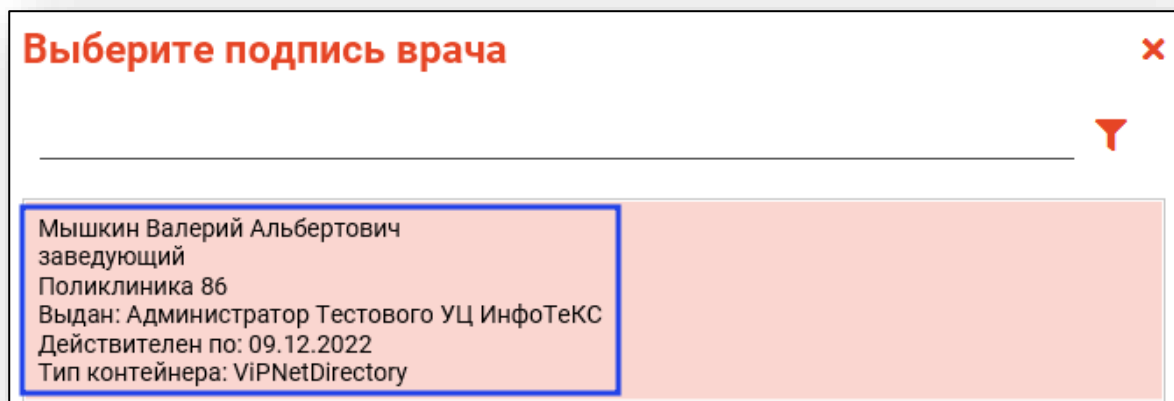 Выберите подпись врача
Мышкин Валерий Альбертович
заведующий
Поликлиника 86
Выдан: Администратор Тестового УЦ ИнфоТеКС
Действителен по: 09.12.2022
Тип контейнера: ViPNetDirectory